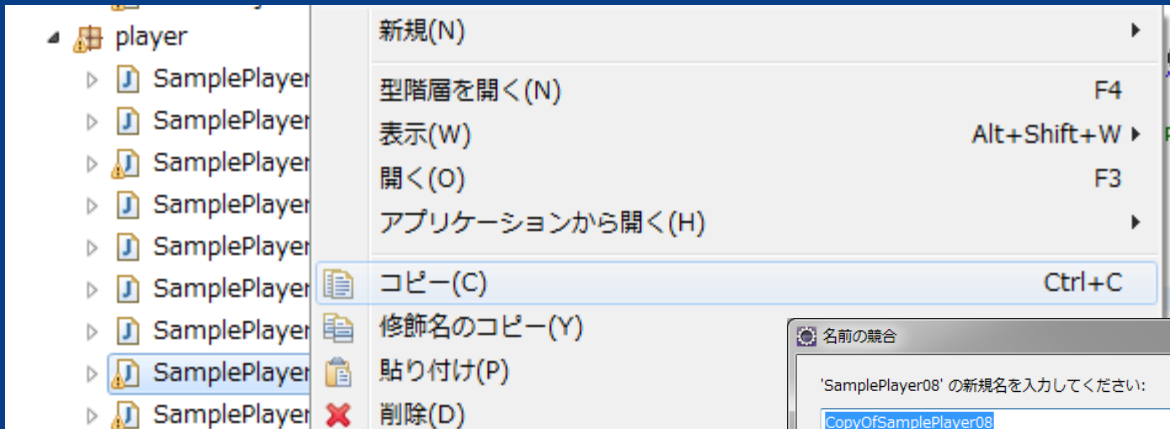 player
SamplePlayer
SamplePlayer
SamplePlayer
SamplePlayer
SamplePlayer
SamplePlayer
SamplePlayer
SamplePlayer
SamplePlayer
新規(N)
型階層を開く(N) F4
表示(W) Alt+Shift+W
開く(O) F3
アプリケーションから開く(H)
コピー(C) Ctrl+C
修飾名のコピー(Y)
貼り付け(P)
削除(D)
名前の競合
'SamplePlayer08' の新規名を入力してください:
CopyOfSamplePlayer08